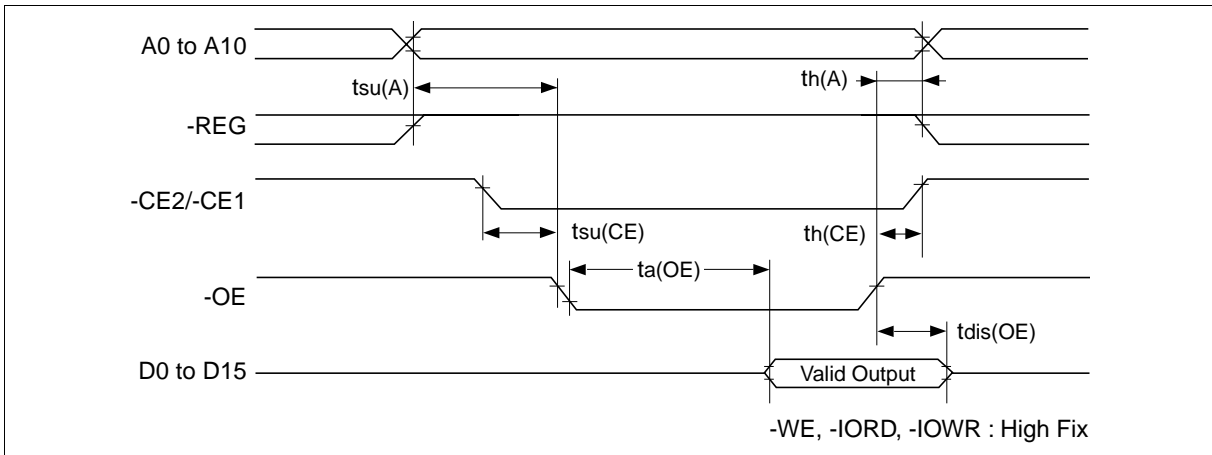 A0 to A10
tsu(A)
th(A)
-REG
-CE2/-CE1
tsu(CE)
th(CE)
ta(OE)
-OE
tdis(OE)
D0 to D15
Valid Output
-WE, -IORD, -IOWR : High Fix